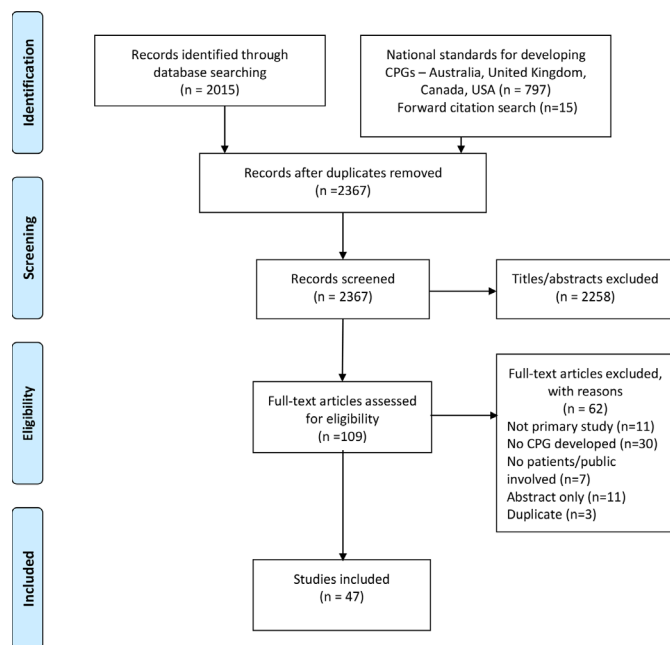 Identification
Records identified through
database searching
(n = 2015)
National standards for developing
CPGs – Australia, United Kingdom,
Canada, USA (n = 797)
Forward citation search (n=15)
Records after duplicates removed
(n =2367)
Screening
Records screened
(n = 2367)
Titles/abstracts excluded
(n = 2258)
Eligibility
Full-text articles assessed
for eligibility
(n =109)
Full-text articles excluded,
with reasons
(n = 62)
Not primary study (n=11)
No CPG developed (n=30)
No patients/public
involved (n=7)
Abstract only (n=11)
Duplicate (n=3)
Included
Studies included
(n = 47)